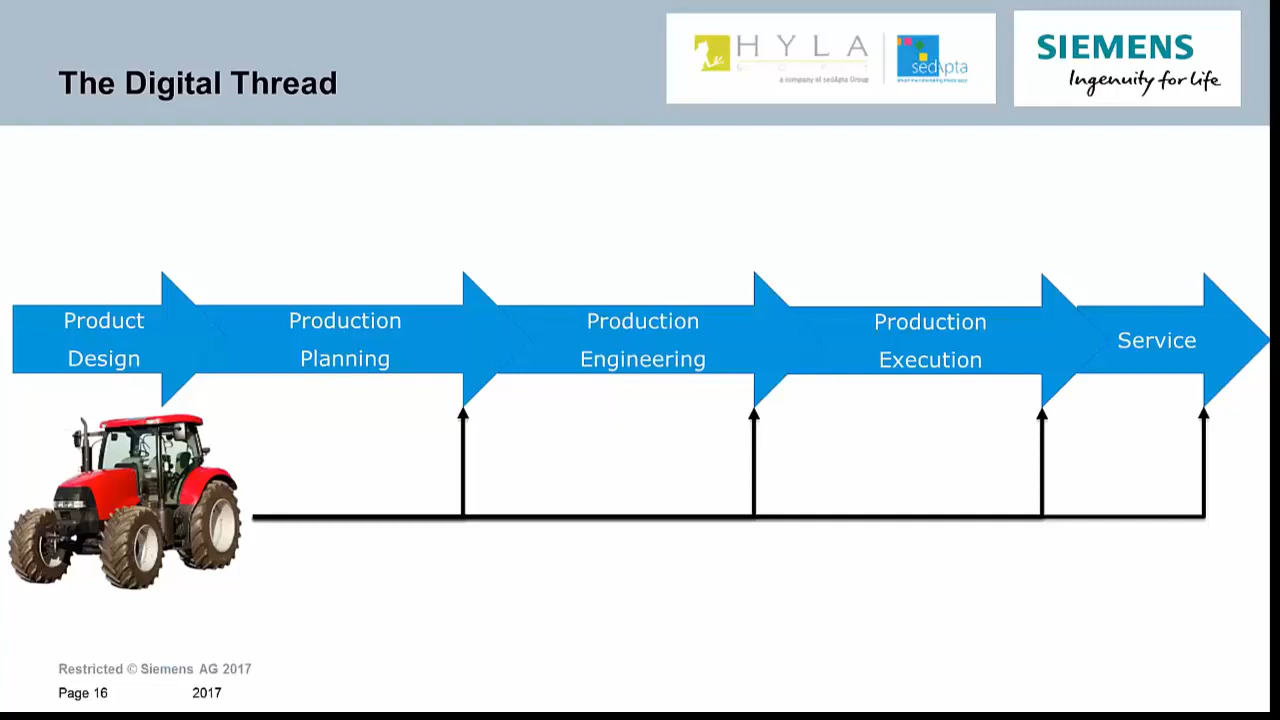 The Digital Thread
HYLA
SOFT
a company of sedApta Group
sedApta
SIEMENS
Ingenuity for life
Product
Design
Production
Planning
Production
Engineering
Production
Execution
Service
Restricted © Siemens AG 2017
Page 16
2017